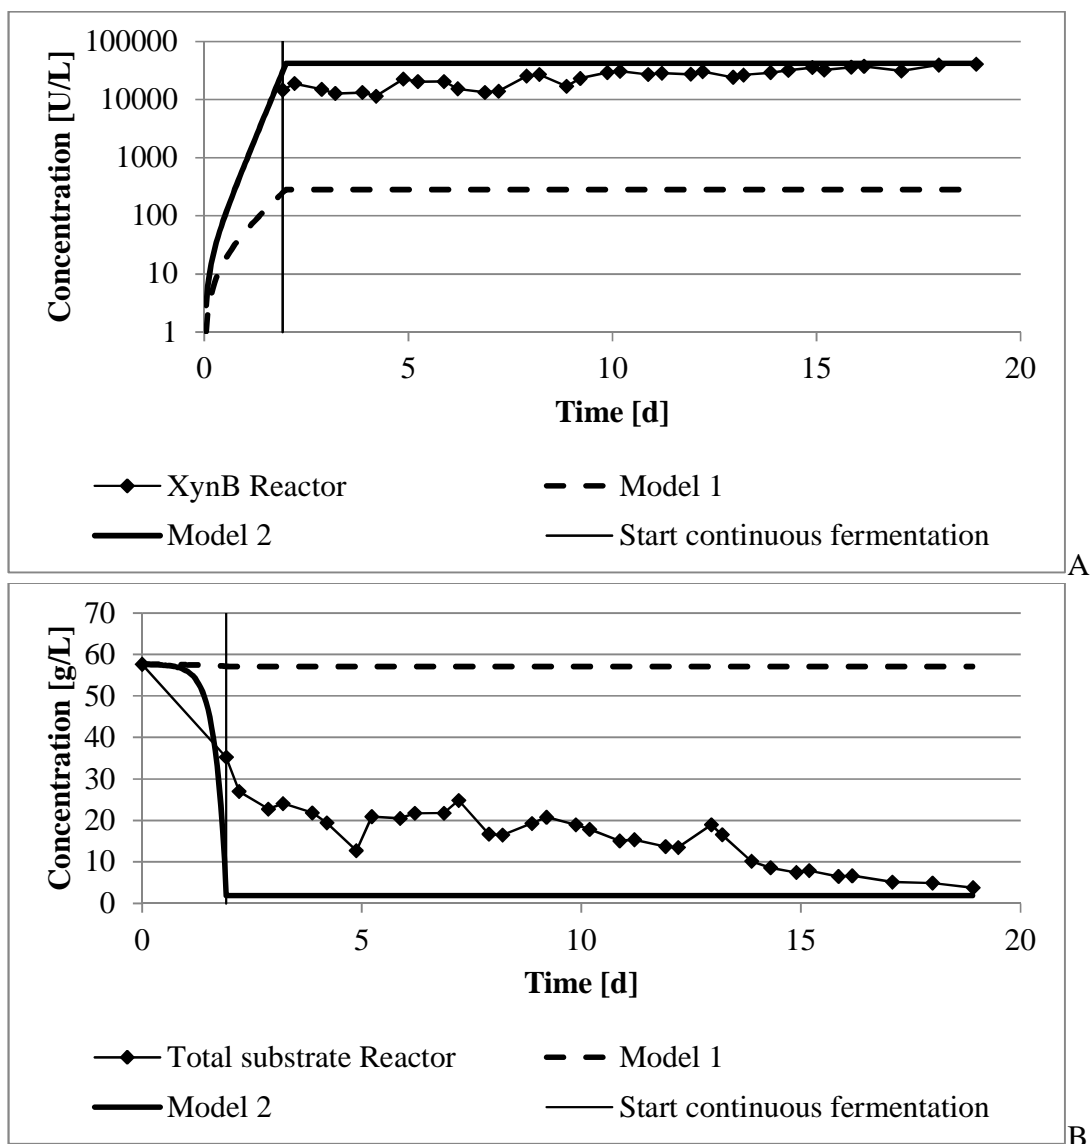 100000
10000
1000
100
10
1
Concentration [U/L]
0 5 10 15 20
Time [d]
XynB Reactor Model 1
Model 2 Start continuous fermentation
A
70
60
50
40
30
20
10
0
Concentration [g/L]
0 5 10 15 20
Time [d]
Total substrate Reactor Model 1
Model 2 Start continuous fermentation
B